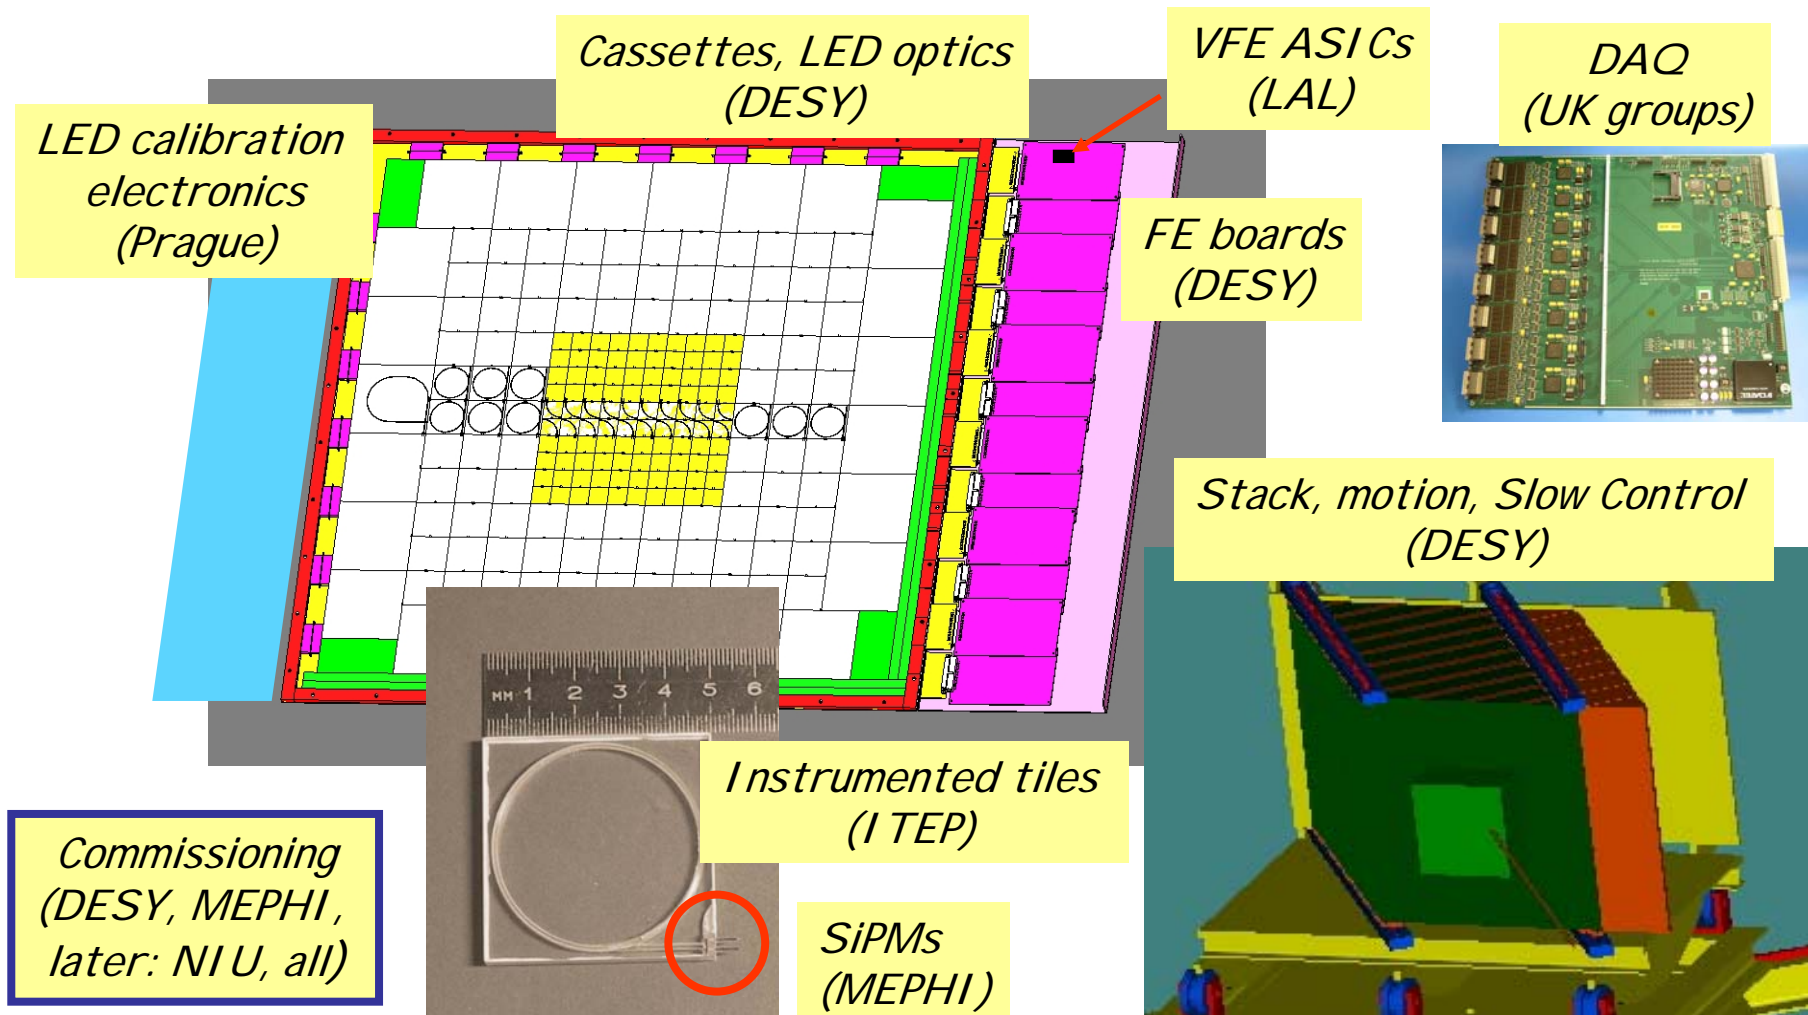 Cassettes, LED optics
(DESY)
VFE ASICs
(LAL)
DAQ
(UK groups)
LED calibration
electronics
(Prague)
FE boards
(DESY)
Stack, motion, Slow Control
(DESY)
MM 1 2 3 4 5 6
Instrumented tiles
(ITEP)
Commissioning
(DESY, MEPHI,
later: NIU, all)
SiPMs
(MEPHI)